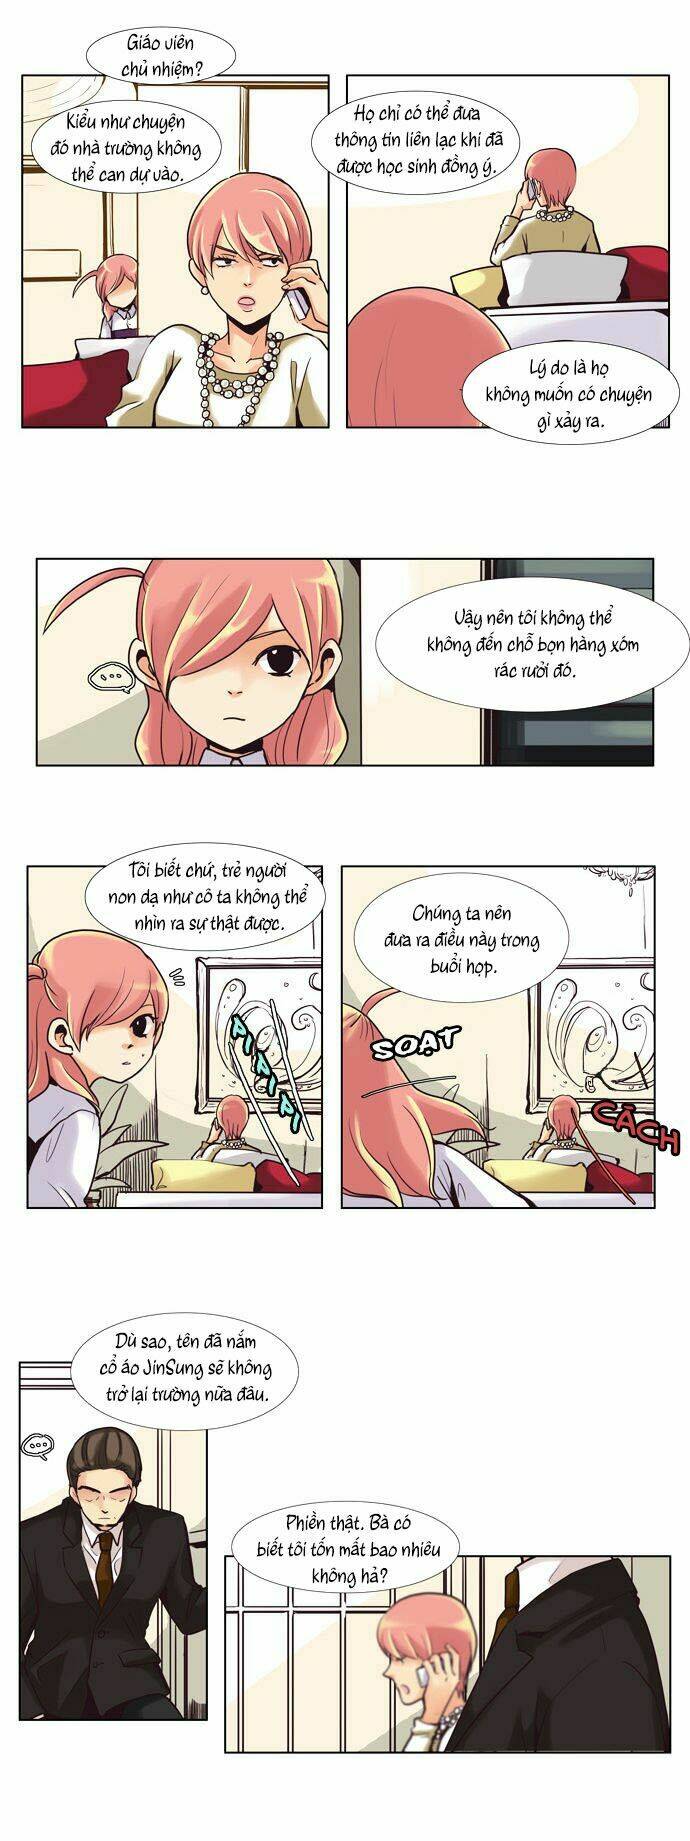 Giáo viên
chủ nhiệm?
Kiểu như chuyện
đó nhà trường không
thể can dự vào.
Họ chỉ có thể đưa
thông tin liên lạc khi đã
được học sinh đồng ý.
Lý do là họ
không muốn có chuyện
gì xảy ra.
...
Vậy nên tôi không thể
không đến chỗ bọn hàng xóm
rác rưởi đó.
Tôi biết chứ, trẻ người
non dạ như cô ta không thể
nhìn ra sự thật được.
PI PI PI PI
Chúng ta nên
đưa ra điều này trong
buổi họp.
SOẠT
CÁCH
Dù sao, tên đã nắm
cổ áo JinSung sẽ không
trở lại trường nữa đâu.
...
Phiền thật. Bà có
biết tôi tốn mất bao nhiêu
không hả?